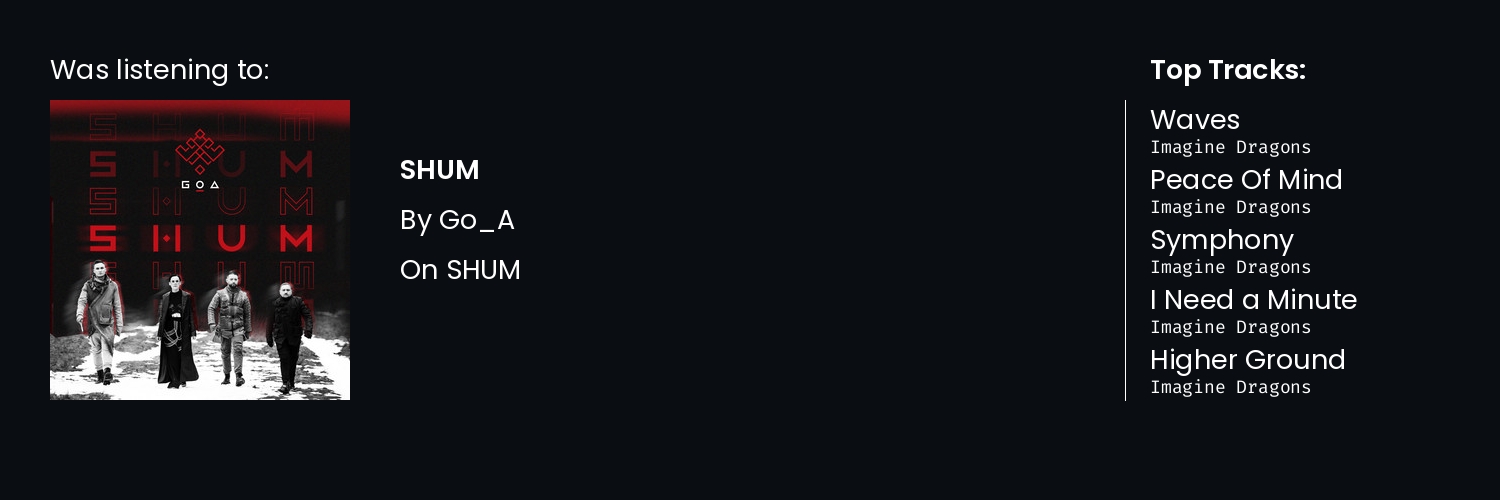 Was listening to:
S H U M
S H U M
GOA
S H U M
S H U M
S H U M
SHUM
By Go_A
On SHUM
Top Tracks:
Waves
Imagine Dragons
Peace Of Mind
Imagine Dragons
Symphony
Imagine Dragons
I Need a Minute
Imagine Dragons
Higher Ground
Imagine Dragons